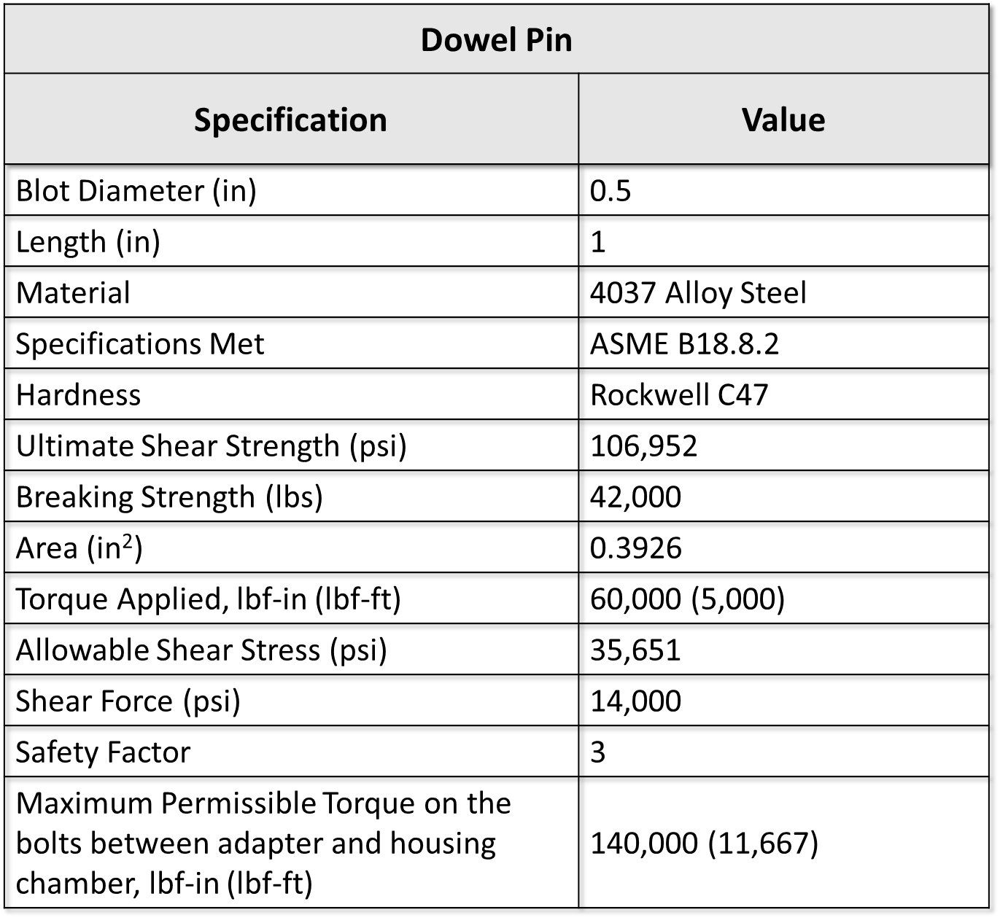 Dowel Pin
Specification Value
Blot Diameter (in) 0.5
Length (in) 1
Material 4037 Alloy Steel
Specifications Met ASME B18.8.2
Hardness Rockwell C47
Ultimate Shear Strength (psi) 106,952
Breaking Strength (lbs) 42,000
Area (in²) 0.3926
Torque Applied, lbf-in (lbf-ft) 60,000 (5,000)
Allowable Shear Stress (psi) 35,651
Shear Force (psi) 14,000
Safety Factor 3
Maximum Permissible Torque on the
bolts between adapter and housing 140,000 (11,667)
chamber, lbf-in (lbf-ft)